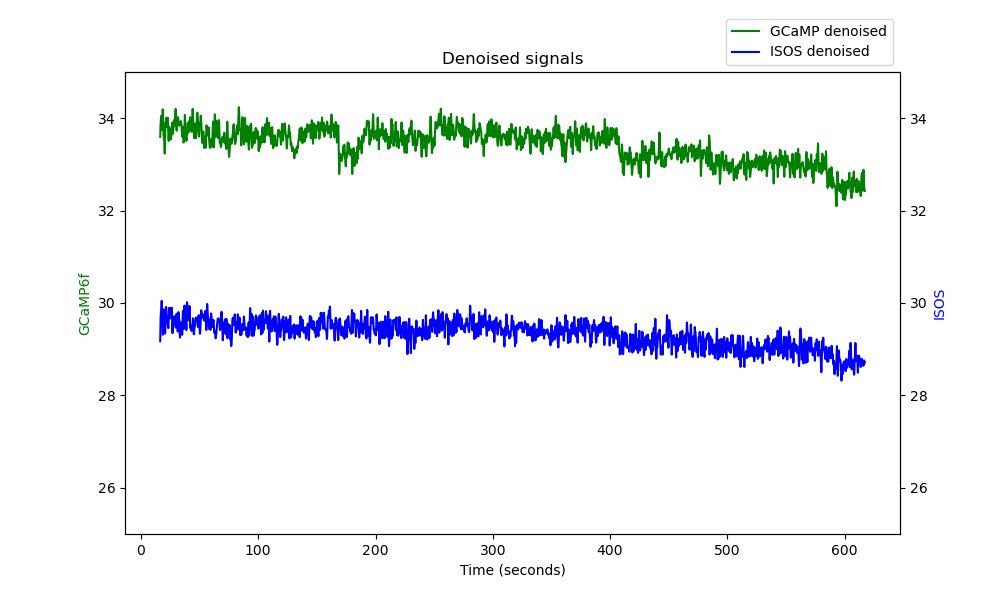 GCaMP denoised
ISOS denoised
Denoised signals
34
32
30
28
26
GCaMP6f
34
32
30
28
26
ISOS
0 100 200 300 400 500 600
Time (seconds)